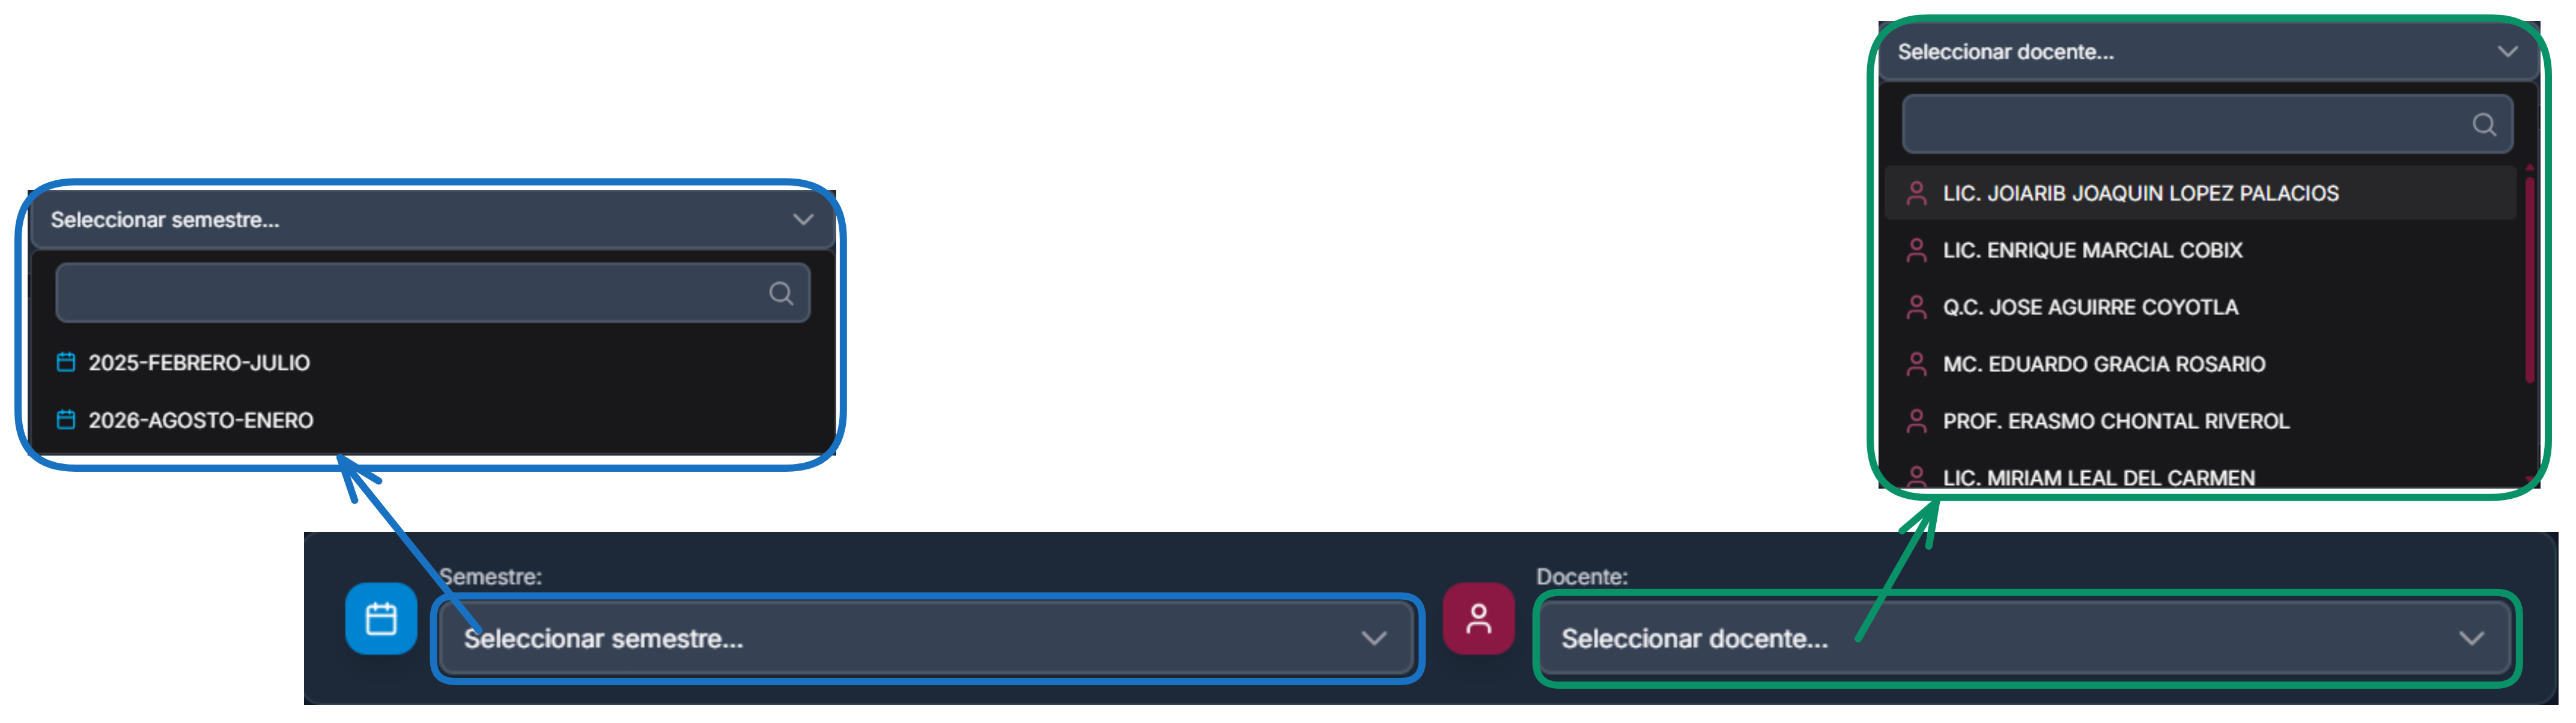 Seleccionar semestre...
2025-FEBRERO-JULIO
2026-AGOSTO-ENERO
Seleccionar docente...
LIC. JOIARIB JOAQUIN LOPEZ PALACIOS
LIC. ENRIQUE MARCIAL COBIX
Q.C. JOSE AGUIRRE COYOTLA
MC. EDUARDO GRACIA ROSARIO
PROF. ERASMO CHONTAL RIVEROL
LIC. MIRIAM LEAL DEL CARMEN
Semestre:
Seleccionar semestre...
Docente:
Seleccionar docente...